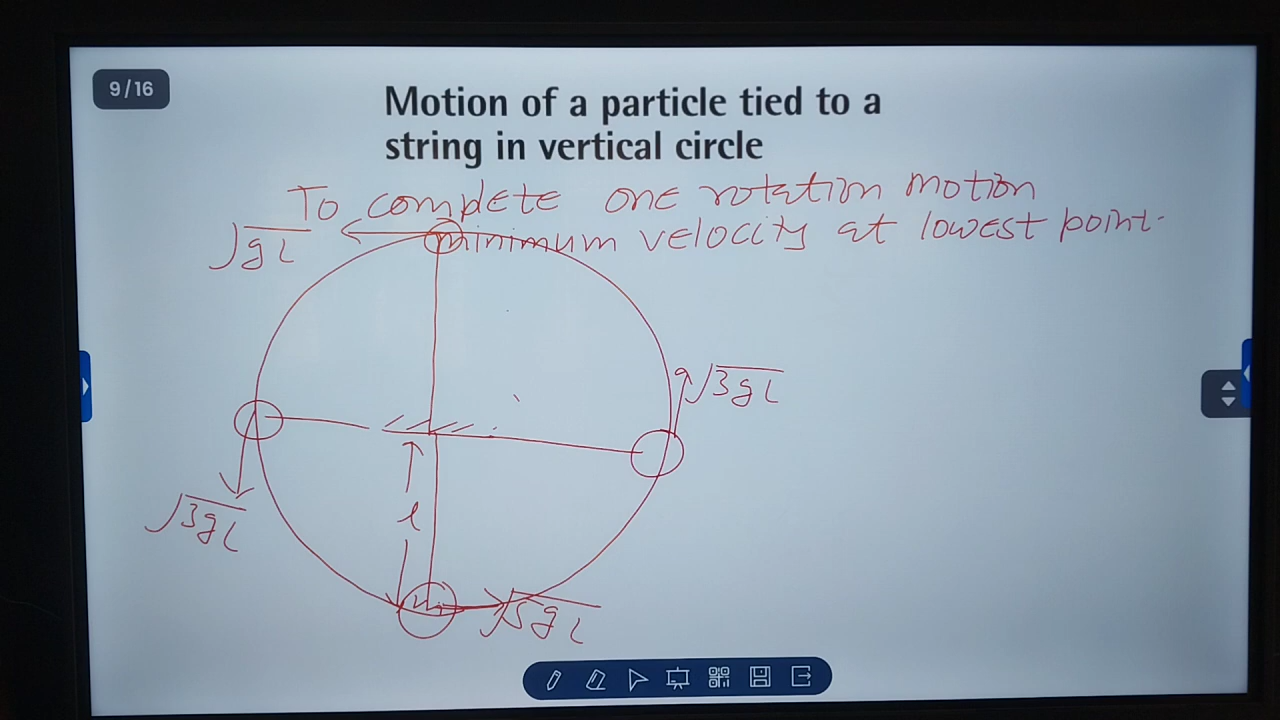 9/16
Motion of a particle tied to a
string in vertical circle
To complete one rotation motion
minimum velocity at lowest point.
√gl
√3gl
√3gl
l
m
√5gl